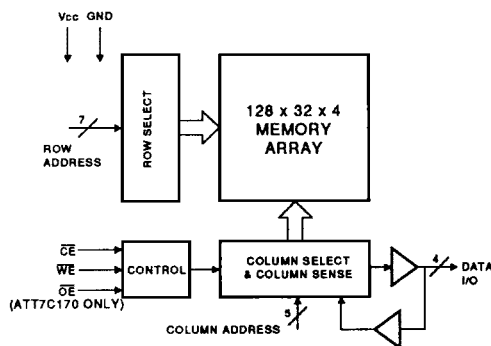 Vcc GND
7
ROW
ADDRESS
ROW SELECT
128 x 32 x 4
MEMORY
ARRAY
CE
WE
OE
(ATT7C170 ONLY)
CONTROL
COLUMN SELECT
& COLUMN SENSE
4
DATA
I/O
COLUMN ADDRESS
5